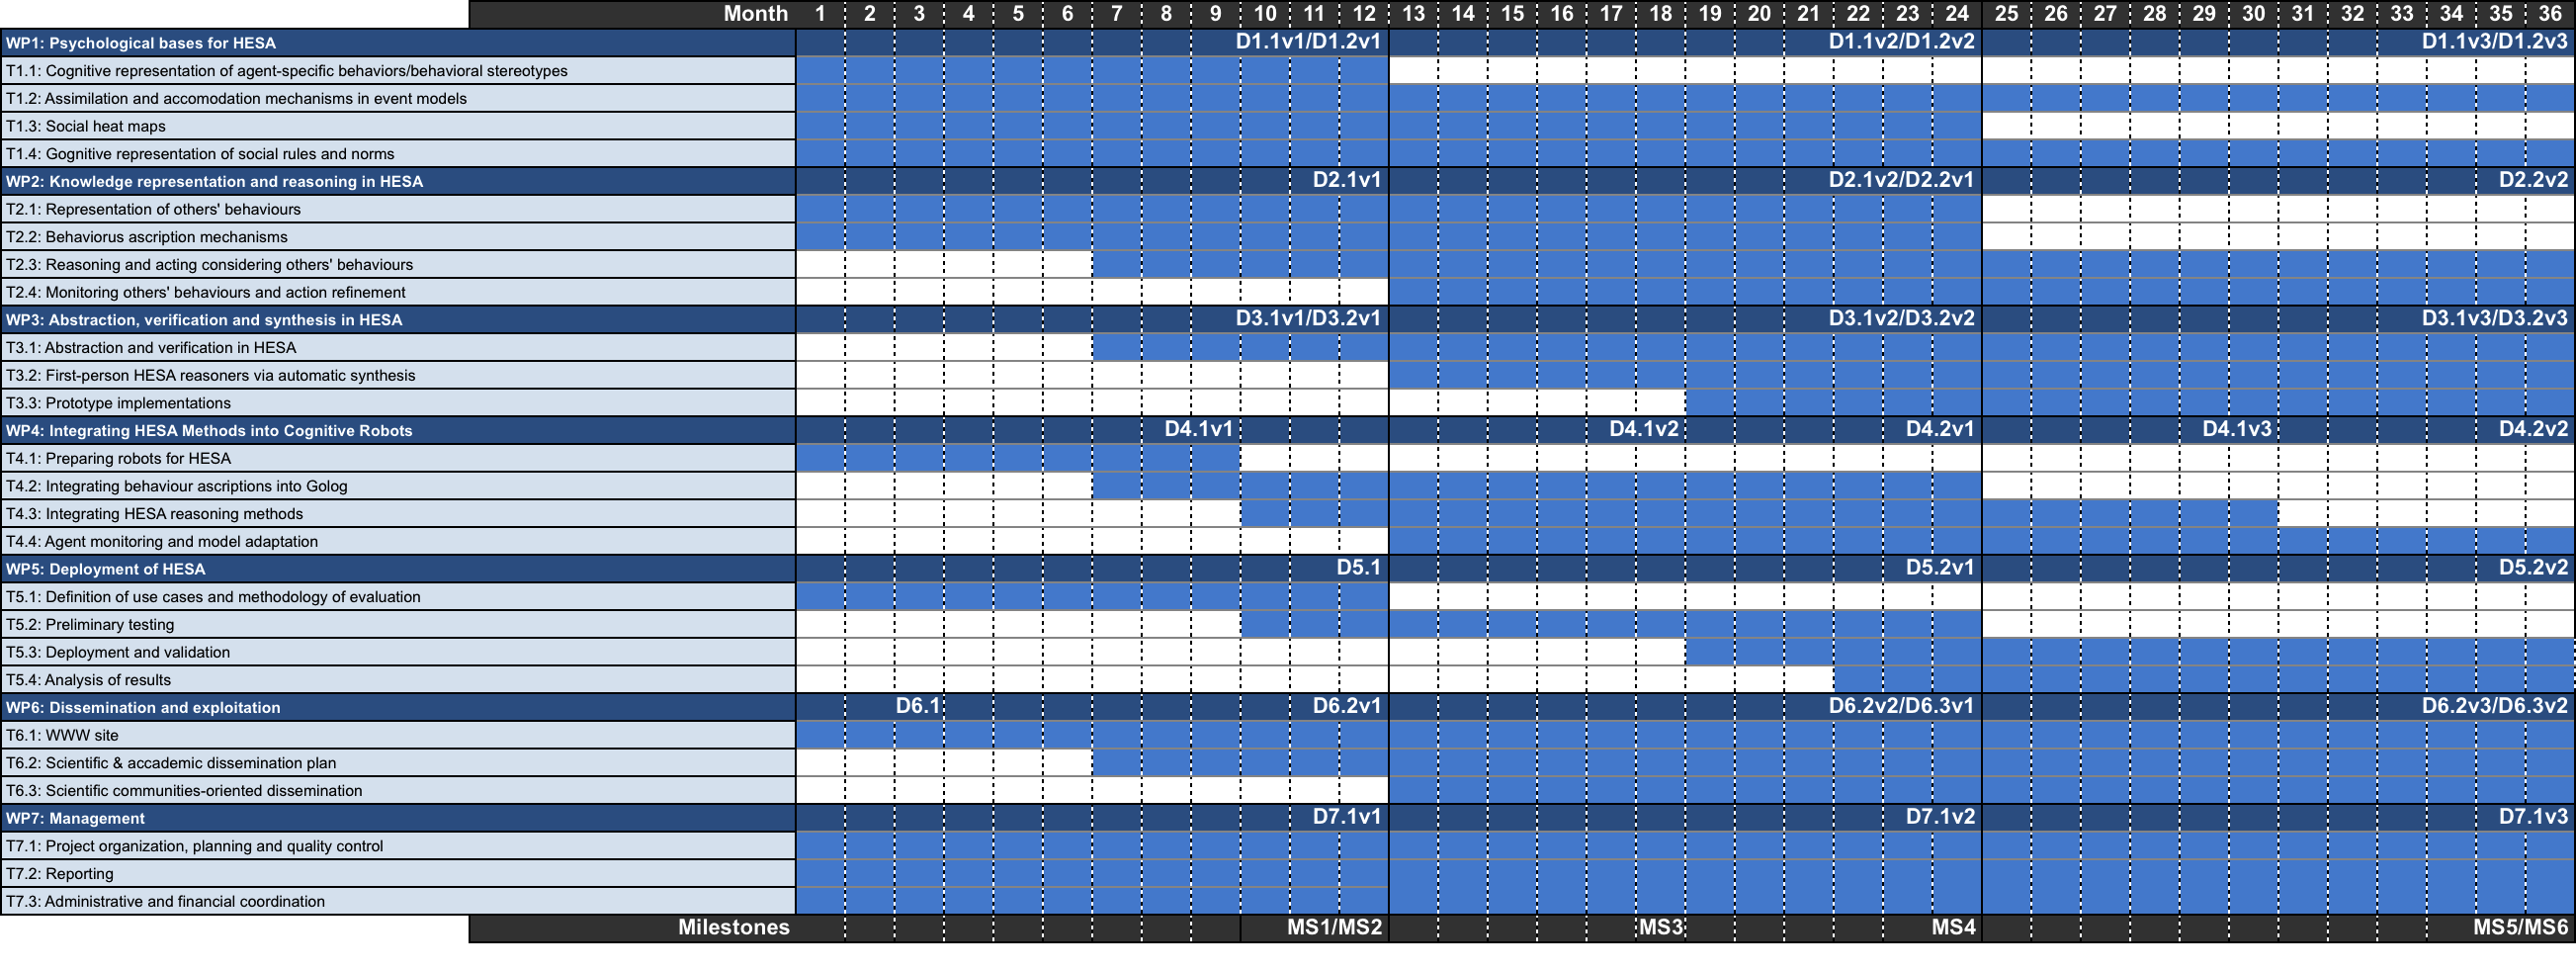 Month 1 2 3 4 5 6 7 8 9 10 11 12 13 14 15 16 17 18 19 20 21 22 23 24 25 26 27 28 29 30 31 32 33 34 35 36
WP1: Psychological bases for HESA D1.1v1/D1.2v1 D1.1v2/D1.2v2 D1.1v3/D1.2v3
T1.1: Cognitive representation of agent-specific behaviors/behavioral stereotypes
T1.2: Assimilation and accomodation mechanisms in event models
T1.3: Social heat maps
T1.4: Gognitive representation of social rules and norms
WP2: Knowledge representation and reasoning in HESA D2.1v1 D2.1v2/D2.2v1 D2.2v2
T2.1: Representation of others' behaviours
T2.2: Behaviorus ascription mechanisms
T2.3: Reasoning and acting considering others' behaviours
T2.4: Monitoring others' behaviours and action refinement
WP3: Abstraction, verification and synthesis in HESA D3.1v1/D3.2v1 D3.1v2/D3.2v2 D3.1v3/D3.2v3
T3.1: Abstraction and verification in HESA
T3.2: First-person HESA reasoners via automatic synthesis
T3.3: Prototype implementations
WP4: Integrating HESA Methods into Cognitive Robots D4.1v1 D4.1v2 D4.2v1 D4.1v3 D4.2v2
T4.1: Preparing robots for HESA
T4.2: Integrating behaviour ascriptions into Golog
T4.3: Integrating HESA reasoning methods
T4.4: Agent monitoring and model adaptation
WP5: Deployment of HESA D5.1 D5.2v1 D5.2v2
T5.1: Definition of use cases and methodology of evaluation
T5.2: Preliminary testing
T5.3: Deployment and validation
T5.4: Analysis of results
WP6: Dissemination and exploitation D6.1 D6.2v1 D6.2v2/D6.3v1 D6.2v3/D6.3v2
T6.1: WWW site
T6.2: Scientific & accademic dissemination plan
T6.3: Scientific communities-oriented dissemination
WP7: Management D7.1v1 D7.1v2 D7.1v3
T7.1: Project organization, planning and quality control
T7.2: Reporting
T7.3: Administrative and financial coordination
Milestones MS1/MS2 MS3 MS4 MS5/MS6